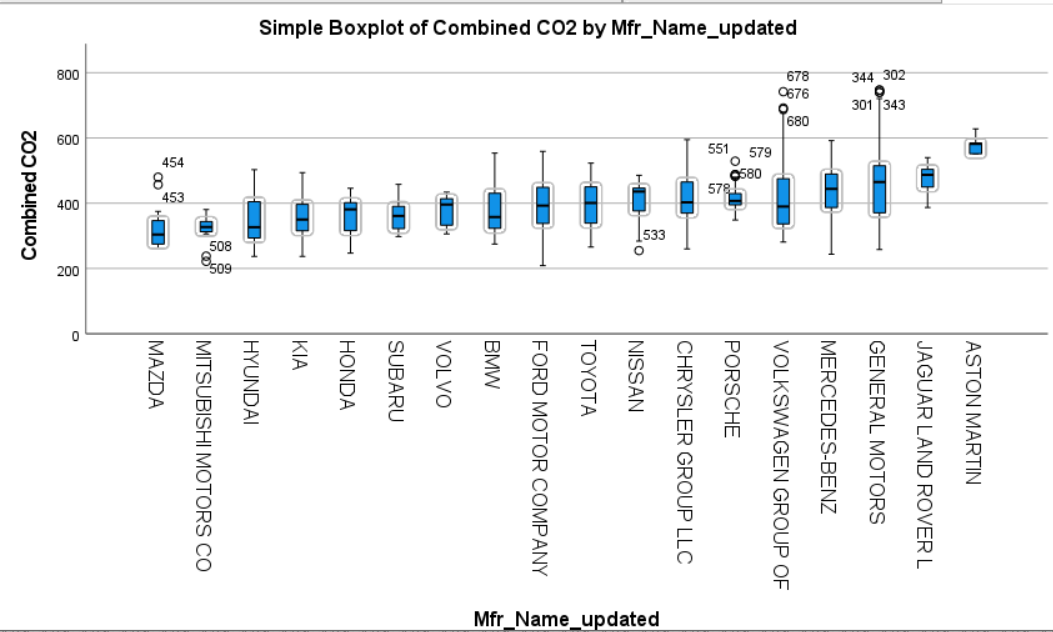 Simple Boxplot of Combined CO2 by Mfr_Name_updated
Combined CO2
800
600
400
200
0
454
453
508
509
533
551
579
580
578
678
676
680
344
302
301
343
MAZDA
MITSUBISHI MOTORS CO
HYUNDAI
KIA
HONDA
SUBARU
VOLVO
BMW
FORD MOTOR COMPANY
TOYOTA
NISSAN
CHRYSLER GROUP LLC
PORSCHE
VOLKSWAGEN GROUP OF
MERCEDES-BENZ
GENERAL MOTORS
JAGUAR LAND ROVER L
ASTON MARTIN
Mfr_Name_updated